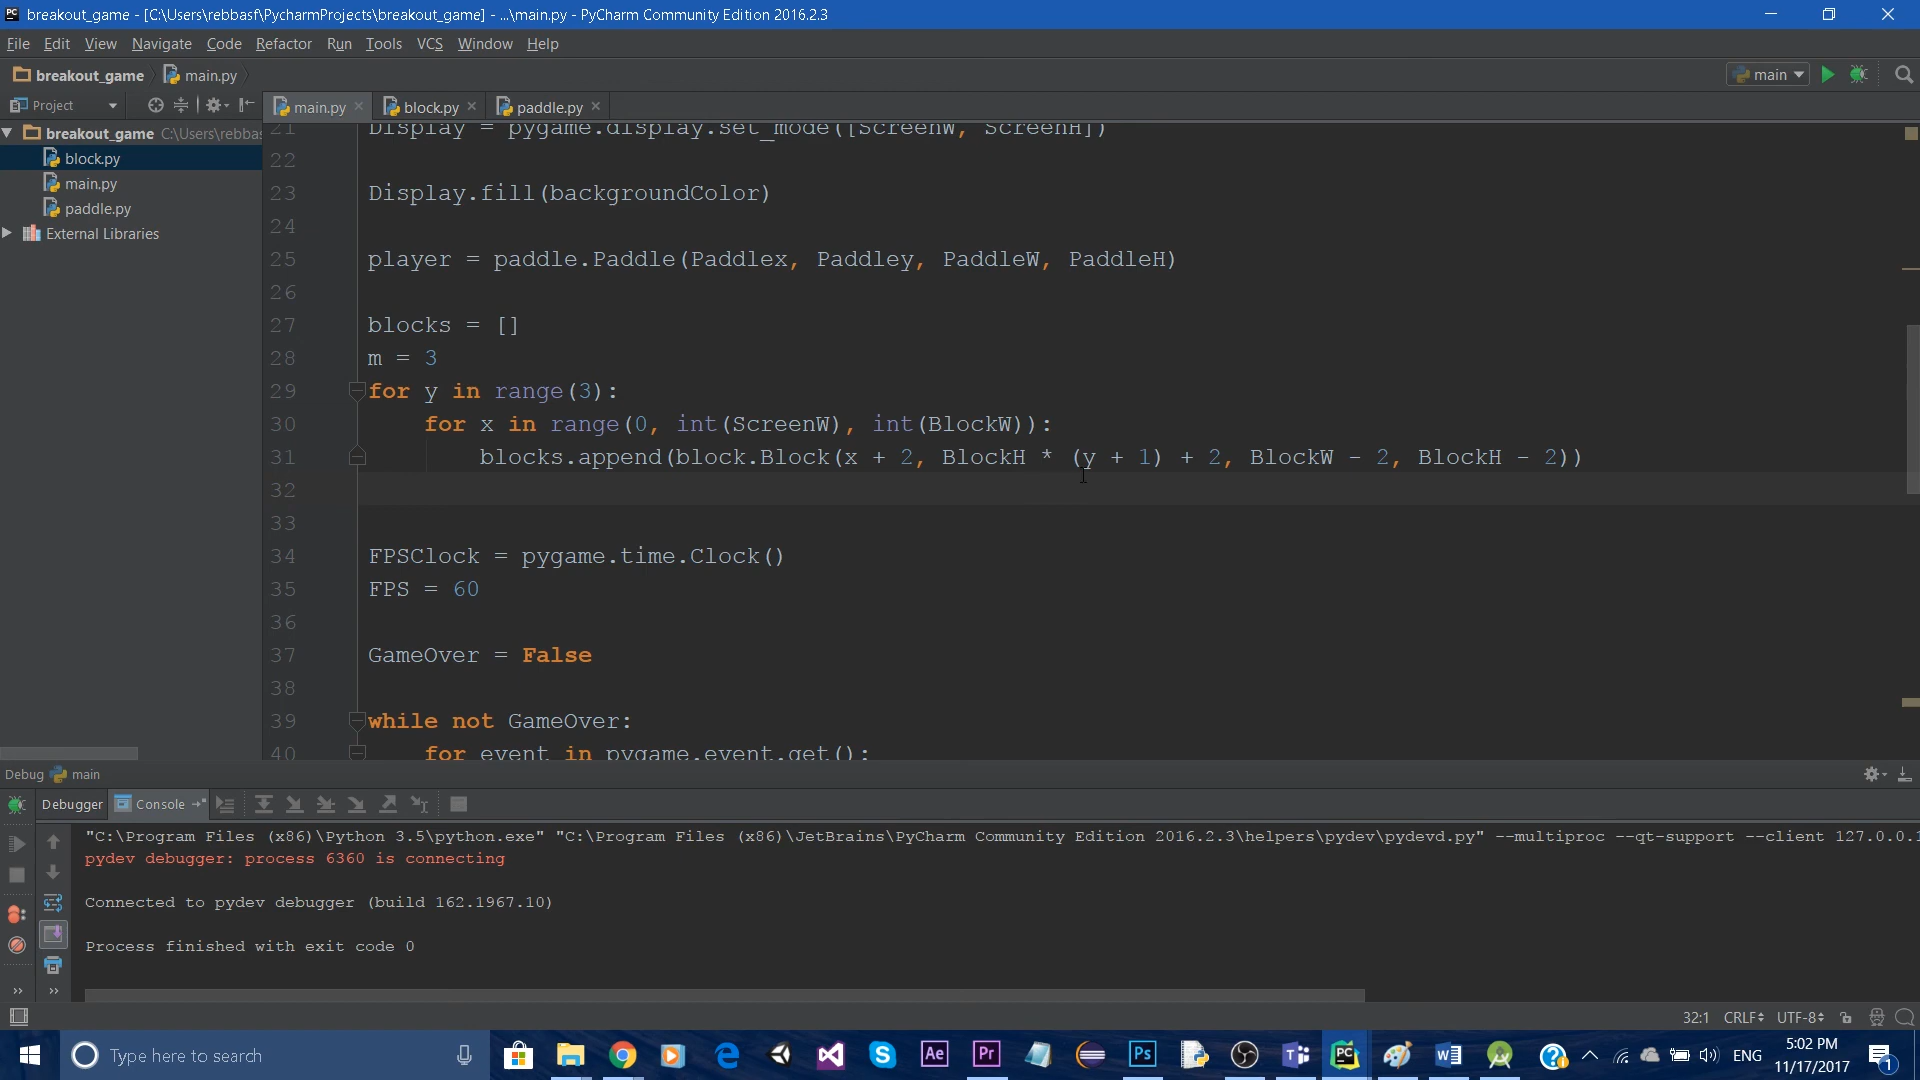 PC breakout_game - [C:\Users\rebbasf\PycharmProjects\breakout_game] - ...\main.py - PyCharm Community Edition 2016.2.3
File Edit View Navigate Code Refactor Run Tools VCS Window Help
breakout_game main.py main
Project main.py block.py paddle.py
breakout_game C:\Users\rebbas
block.py
main.py
paddle.py
External Libraries
21 Display = pygame.display.set_mode([ScreenW, ScreenH])
22
23 Display.fill(backgroundColor)
24
25 player = paddle.Paddle(Paddlex, Paddley, PaddleW, PaddleH)
26
27 blocks = []
28 m = 3
29 for y in range(3):
30 for x in range(0, int(ScreenW), int(BlockW)):
31 blocks.append(block.Block(x + 2, BlockH * (y + 1) + 2, BlockW - 2, BlockH - 2))
32
33
34 FPSClock = pygame.time.Clock()
35 FPS = 60
36
37 GameOver = False
38
39 while not GameOver:
40 for event in pygame.event.get():
Debug main
Debugger Console
"C:\Program Files (x86)\Python 3.5\python.exe" "C:\Program Files (x86)\JetBrains\PyCharm Community Edition 2016.2.3\helpers\pydev\pydevd.py" --multiproc --qt-support --client 127.0.0.1
pydev debugger: process 6360 is connecting
Connected to pydev debugger (build 162.1967.10)
Process finished with exit code 0
32:1 CRLF UTF-8
Type here to search Ae Pr Ps PC ENG 5:02 PM
11/17/2017 1